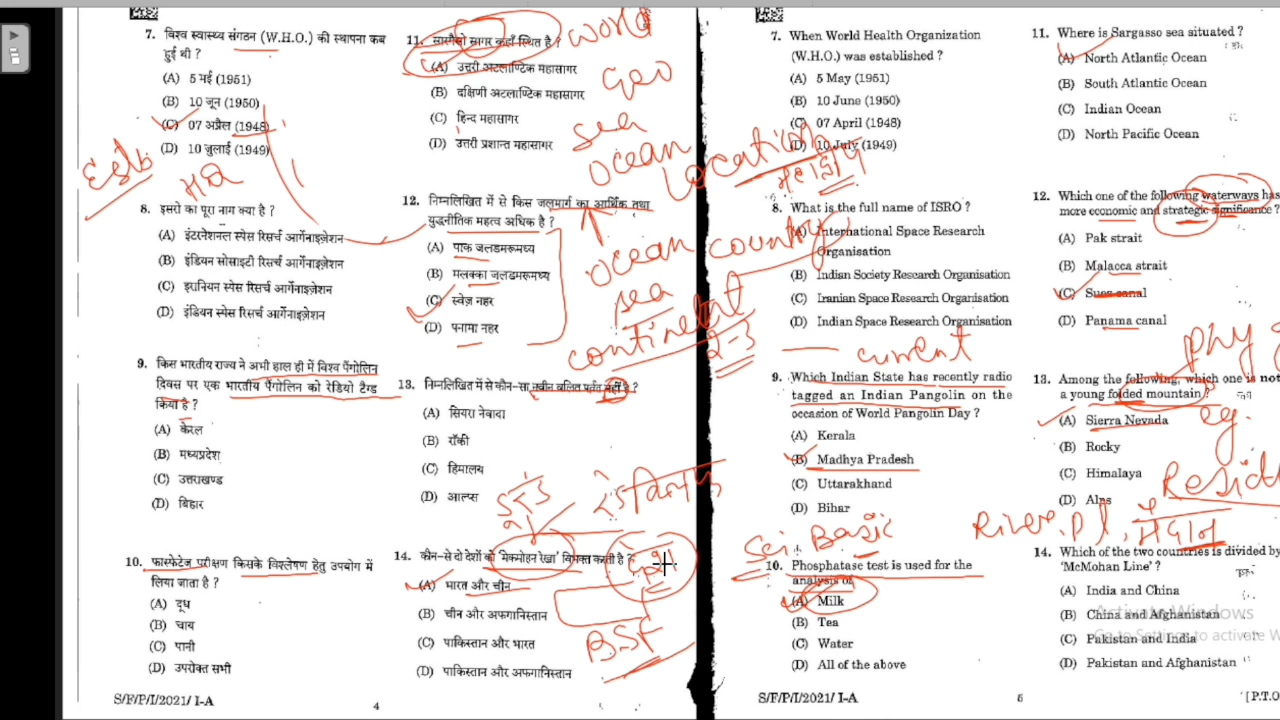 7. विश्व स्वास्थ्य संगठन (W.H.O.) की स्थापना कब
हुई थी ?
(A) 5 मई (1951)
(B) 10 जून (1950)
(C) 07 अप्रैल (1948)
(D) 10 जुलाई (1949)
Estb
8. इसरो का पूरा नाम क्या है ?
(A) इंटरनेशनल स्पेस रिसर्च आर्गेनाइज़ेशन
(B) इंडियन सोसाइटी रिसर्च आर्गेनाइज़ेशन
(C) इरानियन स्पेस रिसर्च आर्गेनाइज़ेशन
(D) इंडियन स्पेस रिसर्च आर्गेनाइज़ेशन
9. किस भारतीय राज्य ने अभी हाल ही में विश्व पैंगोलिन
दिवस पर एक भारतीय पैंगोलिन को रेडियो टैग्ड
किया है ?
(A) केरल
(B) मध्यप्रदेश
(C) उत्तराखण्ड
(D) बिहार
10. फास्फेटेज परीक्षण किसके विश्लेषण हेतु उपयोग में
लिया जाता है ?
(A) दूध
(B) चाय
(C) पानी
(D) उपरोक्त सभी
S/F/P/I/2021/ I-A
4
11. सारगैसो सागर कहाँ स्थित है ?
(A) उत्तरी अटलाण्टिक महासागर
(B) दक्षिणी अटलाण्टिक महासागर
(C) हिन्द महासागर
(D) उत्तरी प्रशान्त महासागर
world
Geo
sea
ocean
location
12. निम्नलिखित में से किस जलमार्ग का आर्थिक तथा
युद्धनीतिक महत्व अधिक है ?
(A) पाक जलडमरूमध्य
(B) मलक्का जलडमरूमध्य
(C) स्वेज़ नहर
(D) पनामा नहर
ocean country
sea
continent
2-3
13. निम्नलिखित में से कौन-सा नवीन वलित पर्वत नहीं है ?
(A) सियरा नेवादा
(B) रॉकी
(C) हिमालय
(D) आल्प्स
14. कौन-से दो देशों को 'मेकमोहन रेखा' विभक्त करती है ?
(A) भारत और चीन
(B) चीन और अफगानिस्तान
(C) पाकिस्तान और भारत
(D) पाकिस्तान और अफगानिस्तान
BSF
7. When World Health Organization
(W.H.O.) was established ?
(A) 5 May (1951)
(B) 10 June (1950)
(C) 07 April (1948)
(D) 10 July (1949)
8. What is the full name of ISRO ?
(A) International Space Research
Organisation
(B) Indian Society Research Organisation
(C) Iranian Space Research Organisation
(D) Indian Space Research Organisation
current
9. Which Indian State has recently radio
tagged an Indian Pangolin on the
occasion of World Pangolin Day ?
(A) Kerala
(B) Madhya Pradesh
(C) Uttarakhand
(D) Bihar
Sci Basic
10. Phosphatase test is used for the
analysis of
(A) Milk
(B) Tea
(C) Water
(D) All of the above
S/F/P/I/2021/ I-A
5
[P.T.O
11. Where is Sargasso sea situated ?
(A) North Atlantic Ocean
(B) South Atlantic Ocean
(C) Indian Ocean
(D) North Pacific Ocean
12. Which one of the following waterways has
more economic and strategic significance ?
(A) Pak strait
(B) Malacca strait
(C) Suez canal
(D) Panama canal
phy
13. Among the following, which one is not
a young folded mountain ?
(A) Sierra Nevada
(B) Rocky
(C) Himalaya
(D) Alps
eg.
14. Which of the two countries is divided by
'McMohan Line' ?
(A) India and China
(B) China and Afghanistan
(C) Pakistan and India
(D) Pakistan and Afghanistan
Activate Windows
Go to Settings to activate W